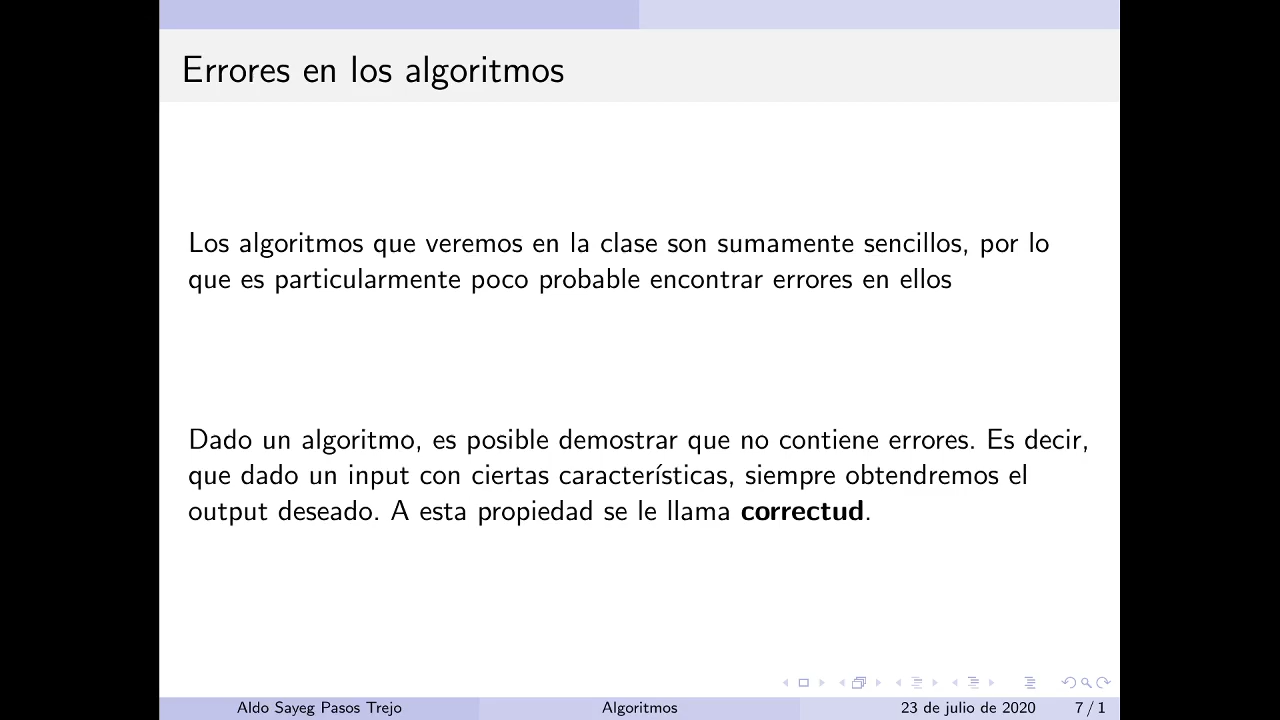 Errores en los algoritmos
Los algoritmos que veremos en la clase son sumamente sencillos, por lo
que es particularmente poco probable encontrar errores en ellos
Dado un algoritmo, es posible demostrar que no contiene errores. Es decir,
que dado un input con ciertas características, siempre obtendremos el
output deseado. A esta propiedad se le llama correctud.
Aldo Sayeg Pasos Trejo Algoritmos 23 de julio de 2020 7 / 1